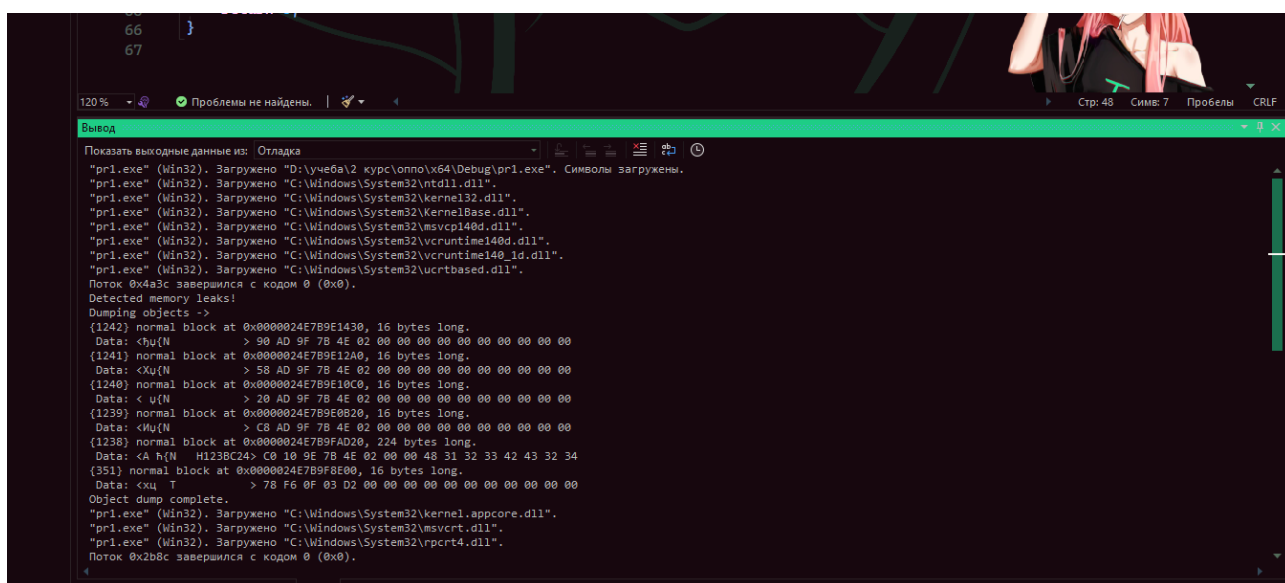 66 }
67
120 % Проблемы не найдены. Стр: 48 Симв: 7 Пробелы CRLF
Вывод
Показать выходные данные из: Отладка
"pr1.exe" (Win32). Загружено "D:\учеба\2 курс\оппо\x64\Debug\pr1.exe". Символы загружены.
"pr1.exe" (Win32). Загружено "C:\Windows\System32\ntdll.dll".
"pr1.exe" (Win32). Загружено "C:\Windows\System32\kernel32.dll".
"pr1.exe" (Win32). Загружено "C:\Windows\System32\KernelBase.dll".
"pr1.exe" (Win32). Загружено "C:\Windows\System32\msvcp140d.dll".
"pr1.exe" (Win32). Загружено "C:\Windows\System32\vcruntime140d.dll".
"pr1.exe" (Win32). Загружено "C:\Windows\System32\vcruntime140_1d.dll".
"pr1.exe" (Win32). Загружено "C:\Windows\System32\ucrtbased.dll".
Поток 0x4a3c завершился с кодом 0 (0x0).
Detected memory leaks!
Dumping objects ->
{1242} normal block at 0x0000024E7B9E1430, 16 bytes long.
Data: <ђџ{N > 90 AD 9F 7B 4E 02 00 00 00 00 00 00 00 00 00 00
{1241} normal block at 0x0000024E7B9E12A0, 16 bytes long.
Data: <Xџ{N > 58 AD 9F 7B 4E 02 00 00 00 00 00 00 00 00 00 00
{1240} normal block at 0x0000024E7B9E10C0, 16 bytes long.
Data: < џ{N > 20 AD 9F 7B 4E 02 00 00 00 00 00 00 00 00 00 00
{1239} normal block at 0x0000024E7B9E0B20, 16 bytes long.
Data: <Иџ{N > C8 AD 9F 7B 4E 02 00 00 00 00 00 00 00 00 00 00
{1238} normal block at 0x0000024E7B9FAD20, 224 bytes long.
Data: <А ћ{N H123BC24> C0 10 9E 7B 4E 02 00 00 48 31 32 33 42 43 32 34
{351} normal block at 0x0000024E7B9F8E00, 16 bytes long.
Data: <xц Т > 78 F6 0F 03 D2 00 00 00 00 00 00 00 00 00 00 00
Object dump complete.
"pr1.exe" (Win32). Загружено "C:\Windows\System32\kernel.appcore.dll".
"pr1.exe" (Win32). Загружено "C:\Windows\System32\msvcrt.dll".
"pr1.exe" (Win32). Загружено "C:\Windows\System32\rpcrt4.dll".
Поток 0x2b8c завершился с кодом 0 (0x0).